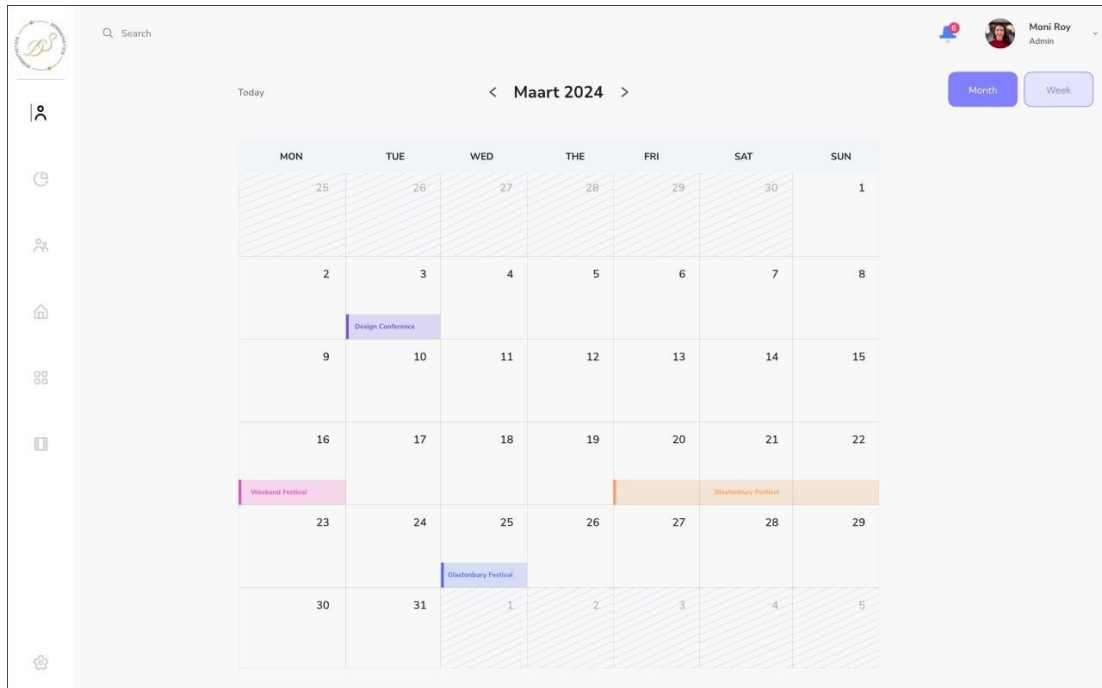 Search
6
Moni Roy
Admin
Today
< Maart 2024 >
Month
Week
MON TUE WED THE FRI SAT SUN
25 26 27 28 29 30 1
2 3 4 5 6 7 8
Design Conference
9 10 11 12 13 14 15
16 17 18 19 20 21 22
Weekend Festival Glastonbury Festival
23 24 25 26 27 28 29
Glastonbury Festival
30 31 1 2 3 4 5